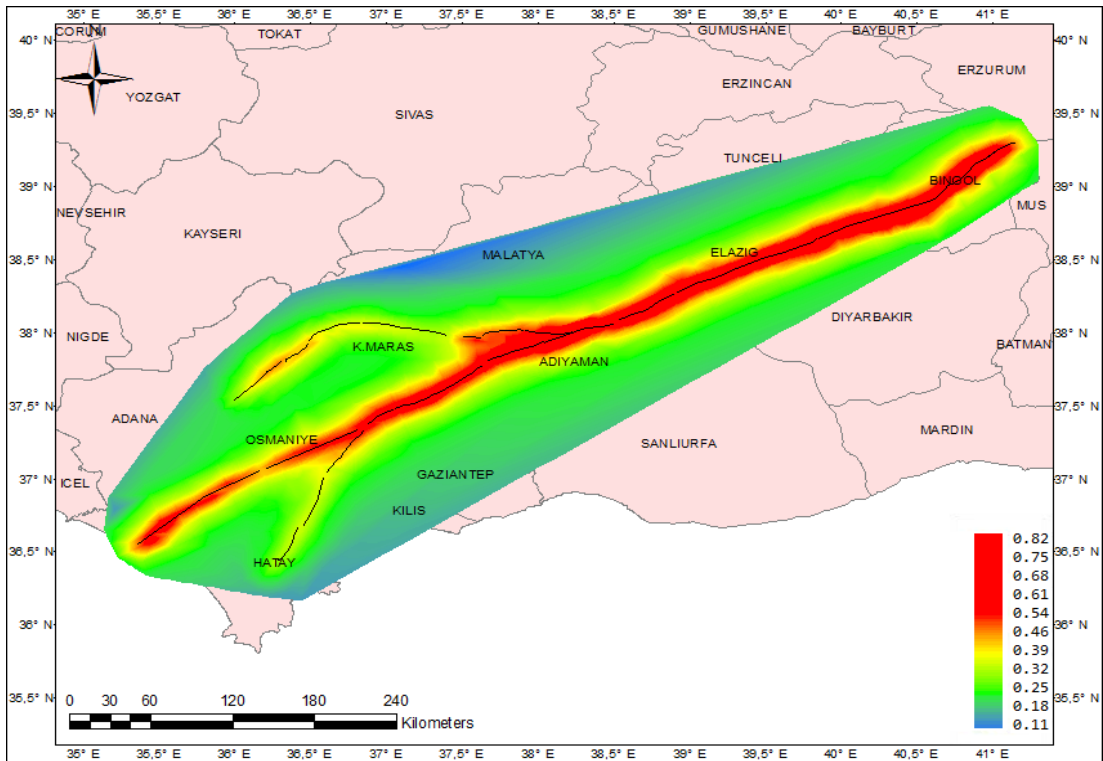 35° E 35,5° E 36° E 36,5° E 37° E 37,5° E 38° E 38,5° E 39° E 39,5° E 40° E 40,5° E 41° E
N
CORUM TOKAT GUMUSHANE BAYBURT
40° N 40° N
ERZURUM
ERZINCAN
YOZGAT
SIVAS
39,5° N 39,5° N
TUNCELI
BINGOL
39° N 39° N
NEVSEHIR MUS
KAYSERI
ELAZIG
MALATYA
38,5° N 38,5° N
DIYARBAKIR
38° N 38° N
NIGDE K.MARAS BATMAN
ADIYAMAN
37,5° N 37,5° N
ADANA
MARDIN
OSMANIYE SANLIURFA
37° N 37° N
ICEL GAZIANTEP
KILIS
36,5° N 36,5° N
HATAY
36° N 36° N
35,5° N 35,5° N
0.82
0.75
0.68
0.61
0.54
0.46
0.39
0.32
0.25
0.18
0.11
0 30 60 120 180 240
Kilometers
35° E 35,5° E 36° E 36,5° E 37° E 37,5° E 38° E 38,5° E 39° E 39,5° E 40° E 40,5° E 41° E